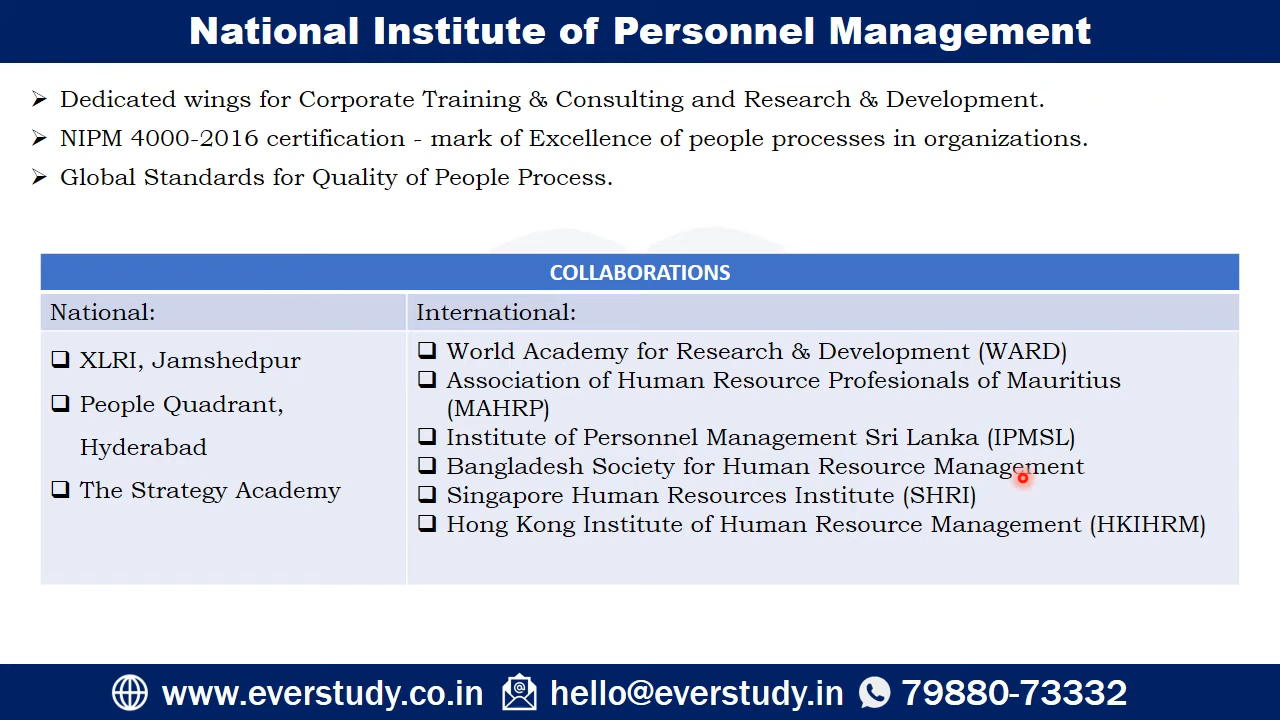 National Institute of Personnel Management
Dedicated wings for Corporate Training & Consulting and Research & Development.
NIPM 4000-2016 certification - mark of Excellence of people processes in organizations.
Global Standards for Quality of People Process.
COLLABORATIONS
National:
XLRI, Jamshedpur
People Quadrant,
Hyderabad
The Strategy Academy
International:
World Academy for Research & Development (WARD)
Association of Human Resource Profesionals of Mauritius
(MAHRP)
Institute of Personnel Management Sri Lanka (IPMSL)
Bangladesh Society for Human Resource Management
Singapore Human Resources Institute (SHRI)
Hong Kong Institute of Human Resource Management (HKIHRM)
www.everstudy.co.in hello@everstudy.in 79880-73332